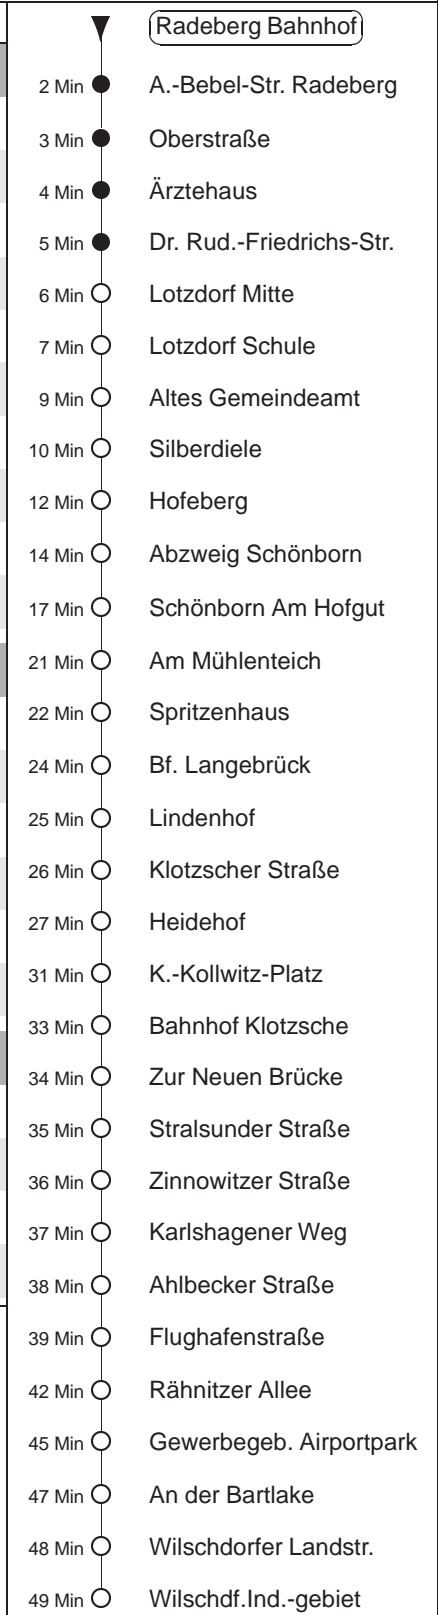 Radeberg Bahnhof
2 Min A.-Bebel-Str. Radeberg
3 Min Oberstraße
4 Min Ärztehaus
5 Min Dr. Rud.-Friedrichs-Str.
6 Min Lotzdorf Mitte
7 Min Lotzdorf Schule
9 Min Altes Gemeindeamt
10 Min Silberdiele
12 Min Hofeberg
14 Min Abzweig Schönborn
17 Min Schönborn Am Hofgut
21 Min Am Mühlenteich
22 Min Spritzenhaus
24 Min Bf. Langebrück
25 Min Lindenhof
26 Min Klotzscher Straße
27 Min Heidehof
31 Min K.-Kollwitz-Platz
33 Min Bahnhof Klotzsche
34 Min Zur Neuen Brücke
35 Min Stralsunder Straße
36 Min Zinnowitzer Straße
37 Min Karlshagener Weg
38 Min Ahlbecker Straße
39 Min Flughafenstraße
42 Min Rähnitzer Allee
45 Min Gewerbegeb. Airportpark
47 Min An der Bartlake
48 Min Wilschdorfer Landstr.
49 Min Wilschdf.Ind.-gebiet